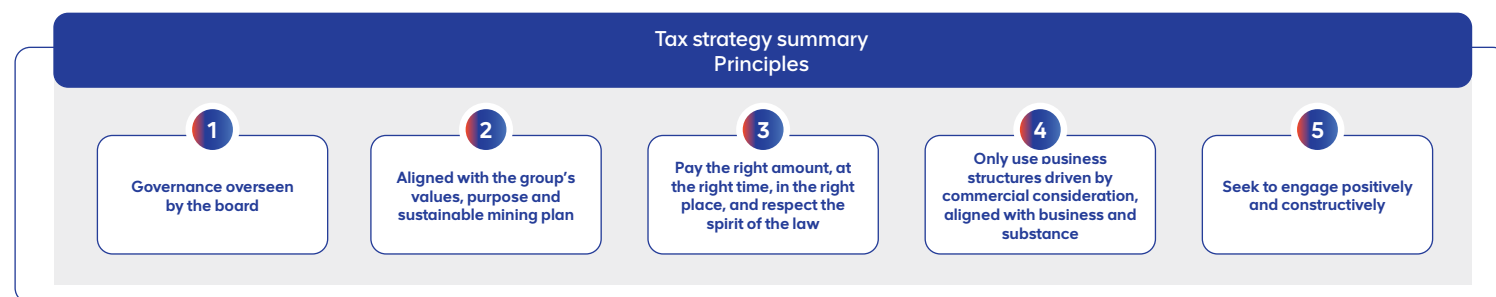 Tax strategy summary
Principles
1
Governance overseen
by the board
2
Aligned with the group's
values, purpose and
sustainable mining plan
3
Pay the right amount, at
the right time, in the right
place, and respect the
spirit of the law
4
Only use business
structures driven by
commercial consideration,
aligned with business and
substance
5
Seek to engage positively
and constructively